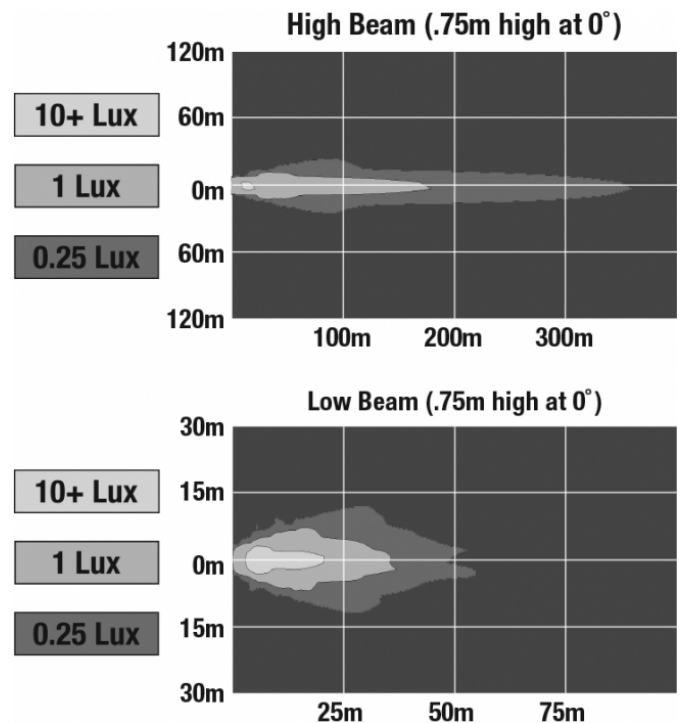 High Beam (.75m high at 0°)
120m
60m
0m
60m
120m
100m 200m 300m
10+ Lux
1 Lux
0.25 Lux
Low Beam (.75m high at 0°)
30m
15m
0m
15m
30m
25m 50m 75m
10+ Lux
1 Lux
0.25 Lux